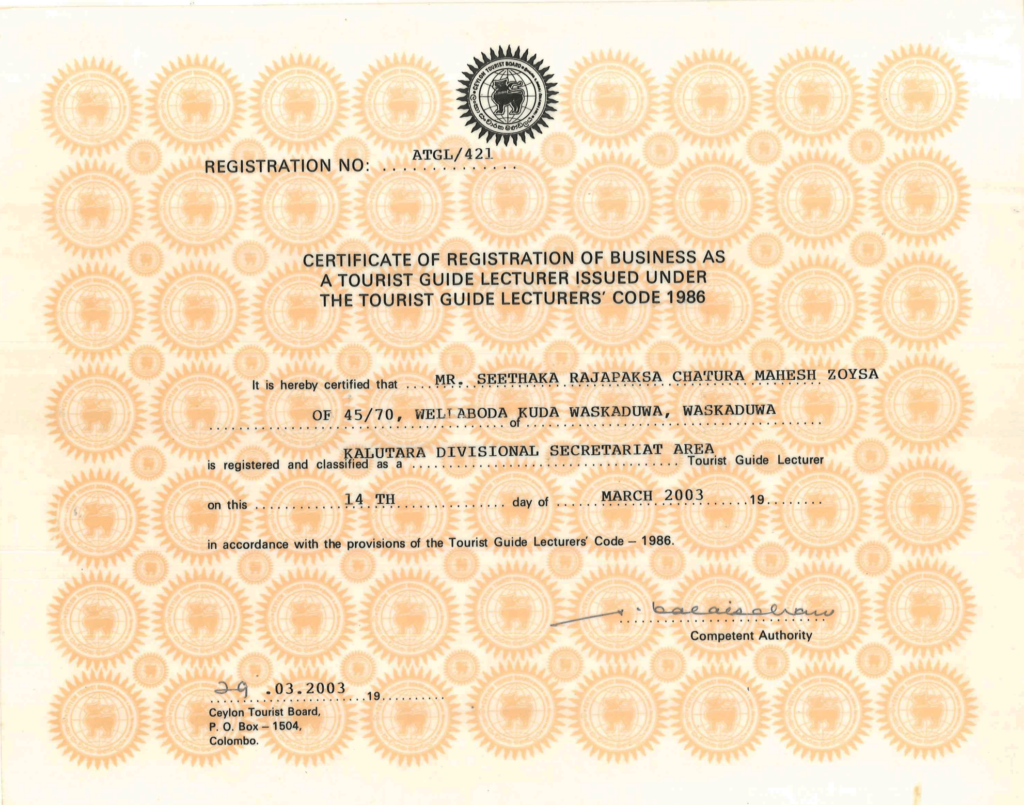 CEYLON TOURIST BOARD
REGISTRATION NO: ATGL/421
CERTIFICATE OF REGISTRATION OF BUSINESS AS
A TOURIST GUIDE LECTURER ISSUED UNDER
THE TOURIST GUIDE LECTURERS' CODE 1986
It is hereby certified that MR. SEETHAKA RAJAPAKSA CHATURA MAHESH ZOYSA
OF 45/70, WELLABODA KUDA WASKADUWA, WASKADUWA
of
KALUTARA DIVISIONAL SECRETARIAT AREA
is registered and classified as a ........ Tourist Guide Lecturer
on this 14 TH day of MARCH 2003 19........
in accordance with the provisions of the Tourist Guide Lecturers' Code – 1986.
Competent Authority
29 .03.2003 19..........
Ceylon Tourist Board,
P. O. Box – 1504,
Colombo.